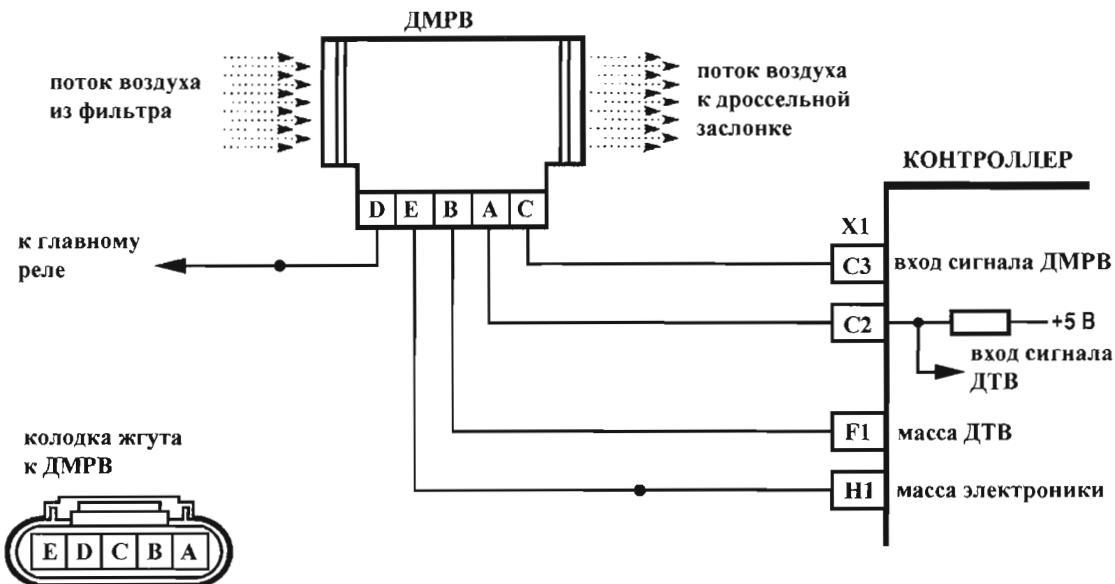 ДМРВ
поток воздуха
из фильтра
поток воздуха
к дроссельной
заслонке
КОНТРОЛЛЕР
D E B A C
к главному
реле
X1
C3 вход сигнала ДМРВ
C2 +5 В
вход сигнала
ДТВ
F1 масса ДТВ
H1 масса электроники
колодка жгута
к ДМРВ
E D C B A